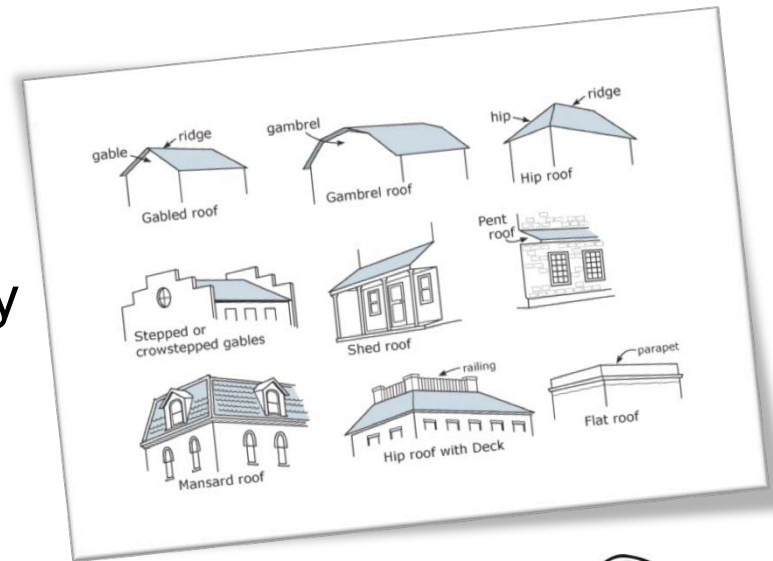 gable
ridge
Gabled roof
gambrel
Gambrel roof
hip
ridge
Hip roof
Stepped or
crowstepped gables
Shed roof
Pent
roof
Mansard roof
railing
Hip roof with Deck
parapet
Flat roof
y